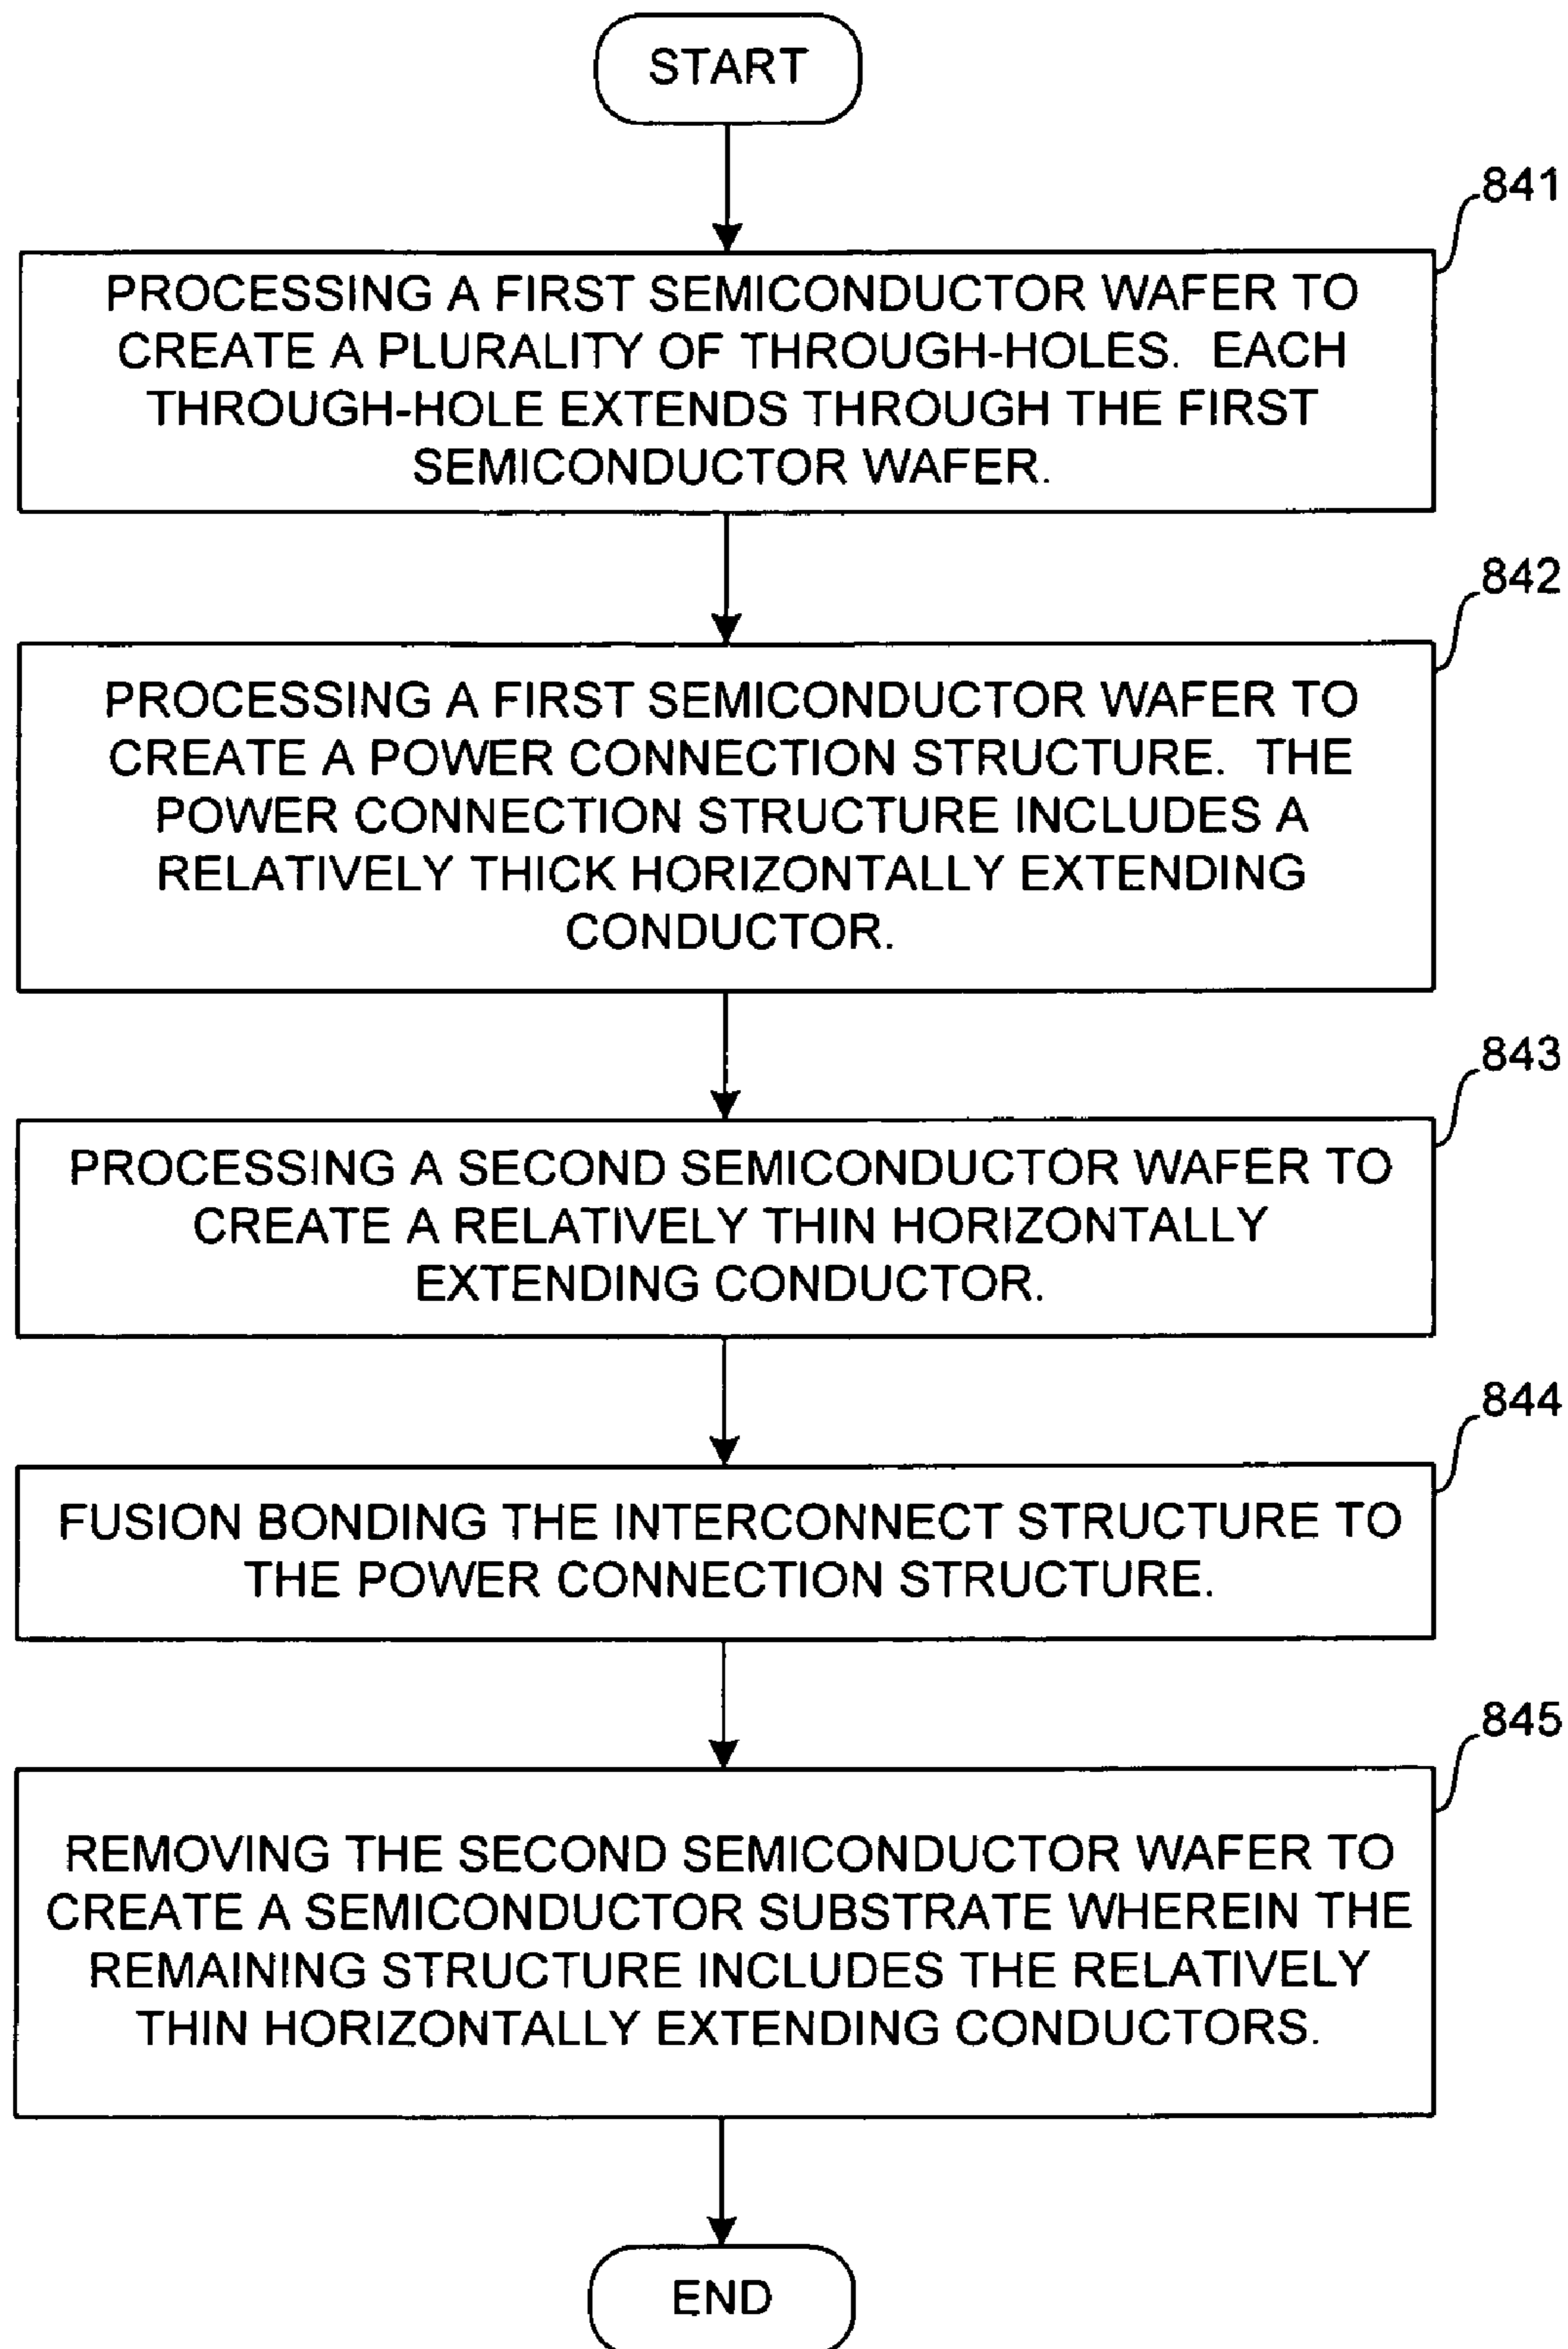 START
841
PROCESSING A FIRST SEMICONDUCTOR WAFER TO
CREATE A PLURALITY OF THROUGH-HOLES. EACH
THROUGH-HOLE EXTENDS THROUGH THE FIRST
SEMICONDUCTOR WAFER.
842
PROCESSING A FIRST SEMICONDUCTOR WAFER TO
CREATE A POWER CONNECTION STRUCTURE. THE
POWER CONNECTION STRUCTURE INCLUDES A
RELATIVELY THICK HORIZONTALLY EXTENDING
CONDUCTOR.
843
PROCESSING A SECOND SEMICONDUCTOR WAFER TO
CREATE A RELATIVELY THIN HORIZONTALLY
EXTENDING CONDUCTOR.
844
FUSION BONDING THE INTERCONNECT STRUCTURE TO
THE POWER CONNECTION STRUCTURE.
845
REMOVING THE SECOND SEMICONDUCTOR WAFER TO
CREATE A SEMICONDUCTOR SUBSTRATE WHEREIN THE
REMAINING STRUCTURE INCLUDES THE RELATIVELY
THIN HORIZONTALLY EXTENDING CONDUCTORS.
END